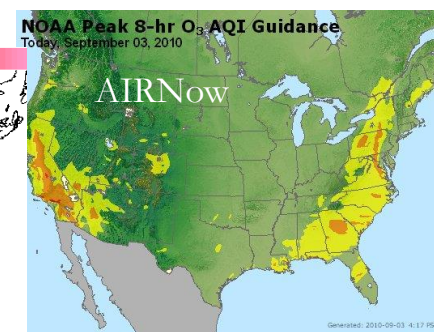 NOAA Peak 8-hr O₃ AQI Guidance
Today, September 03, 2010
AIRNow
Generated: 2010-09-03 4:17 PS